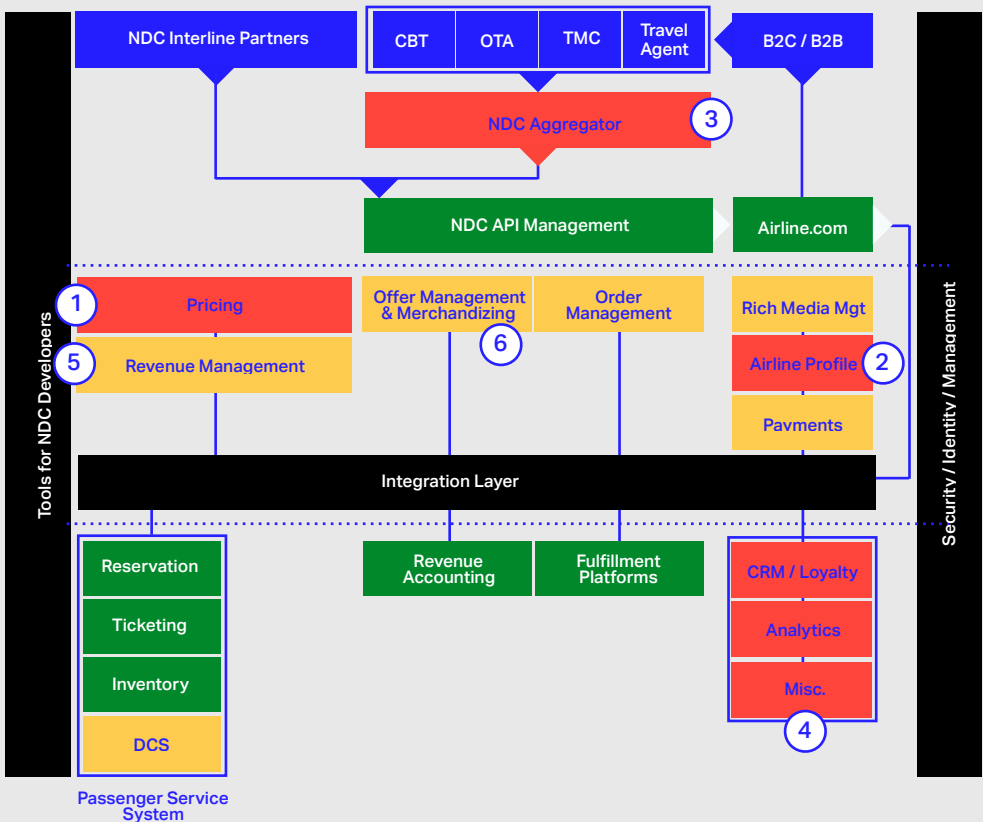 NDC Interline Partners
CBT
OTA
TMC
Travel
Agent
B2C / B2B
NDC Aggregator
3
NDC API Management
Airline.com
1
Pricing
Offer Management
& Merchandizing
6
Order
Management
Rich Media Mgt
5
Revenue Management
Airline Profile
2
Pavments
Tools for NDC Developers
Security / Identity / Management
Integration Layer
Reservation
Ticketing
Inventory
DCS
Revenue
Accounting
Fulfillment
Platforms
CRM / Loyalty
Analytics
Misc.
4
Passenger Service
System